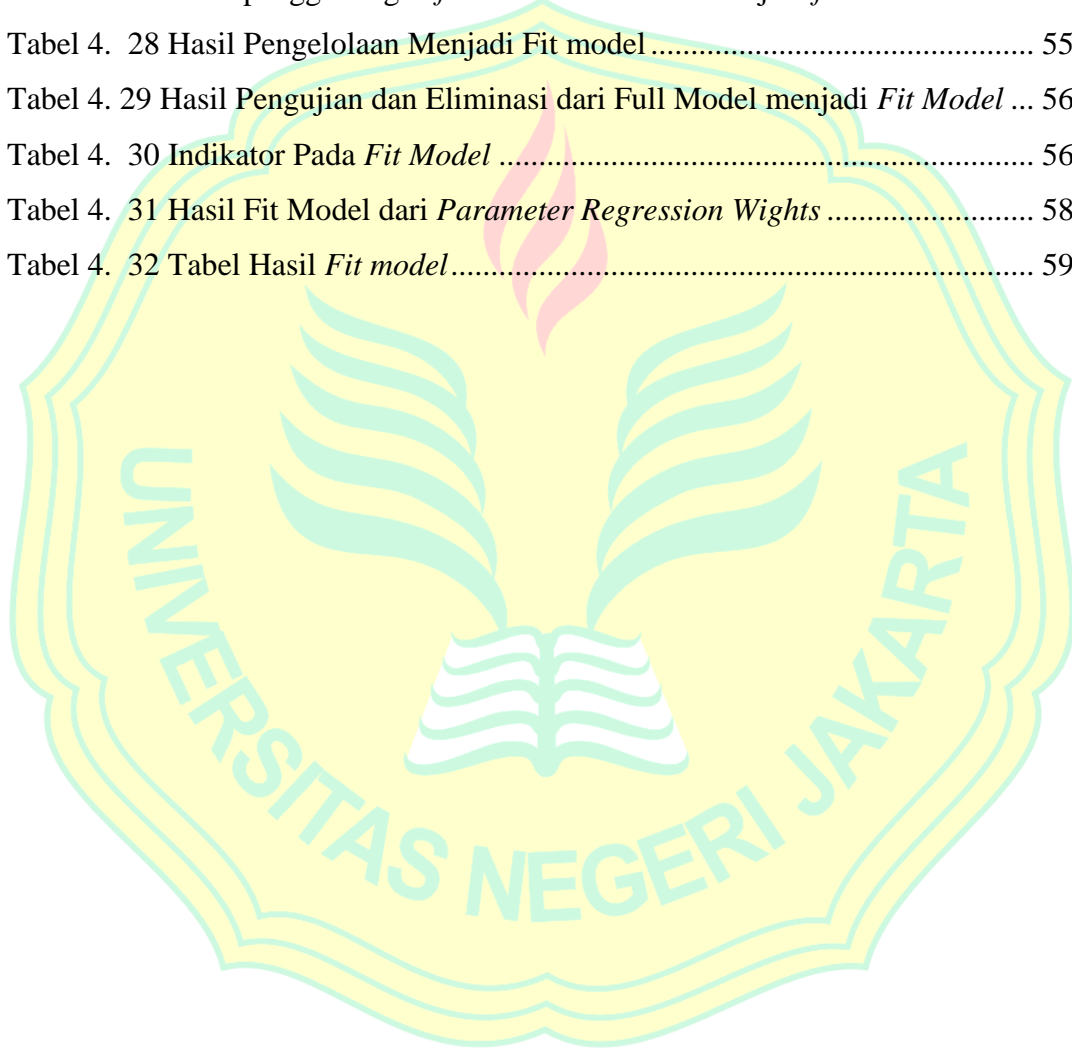 Tabel 4.  28 Hasil Pengelolaan Menjadi Fit model ............................................... 55
Tabel 4. 29 Hasil Pengujian dan Eliminasi dari Full Model menjadi Fit Model ... 56
Tabel 4.  30 Indikator Pada Fit Model .................................................................. 56
Tabel 4.  31 Hasil Fit Model dari Parameter Regression Wights .......................... 58
Tabel 4.  32 Tabel Hasil Fit model ........................................................................ 59
UNIVERSITAS NEGERI JAKARTA